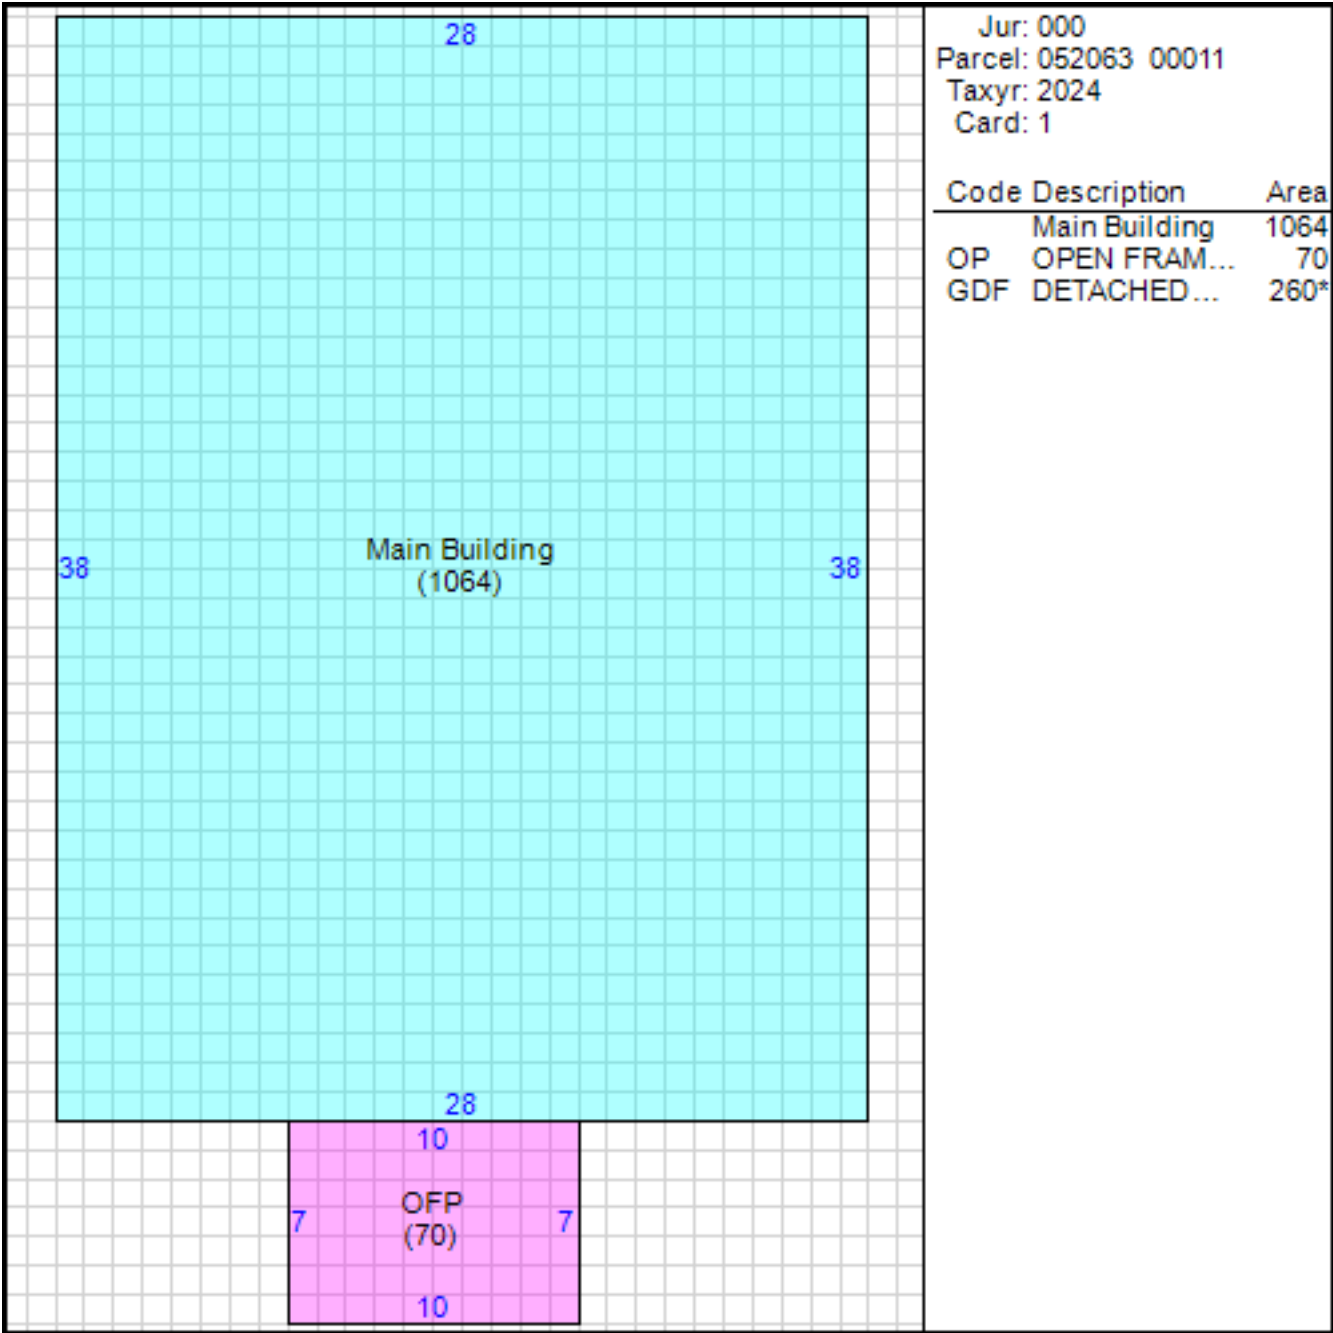 28
38
Main Building
(1064)
38
28
10
OFP
(70)
7
7
10
Jur: 000
Parcel: 052063 00011
Taxyr: 2024
Card: 1
Code Description Area
Main Building 1064
OP OPEN FRAM... 70
GDF DETACHED... 260*